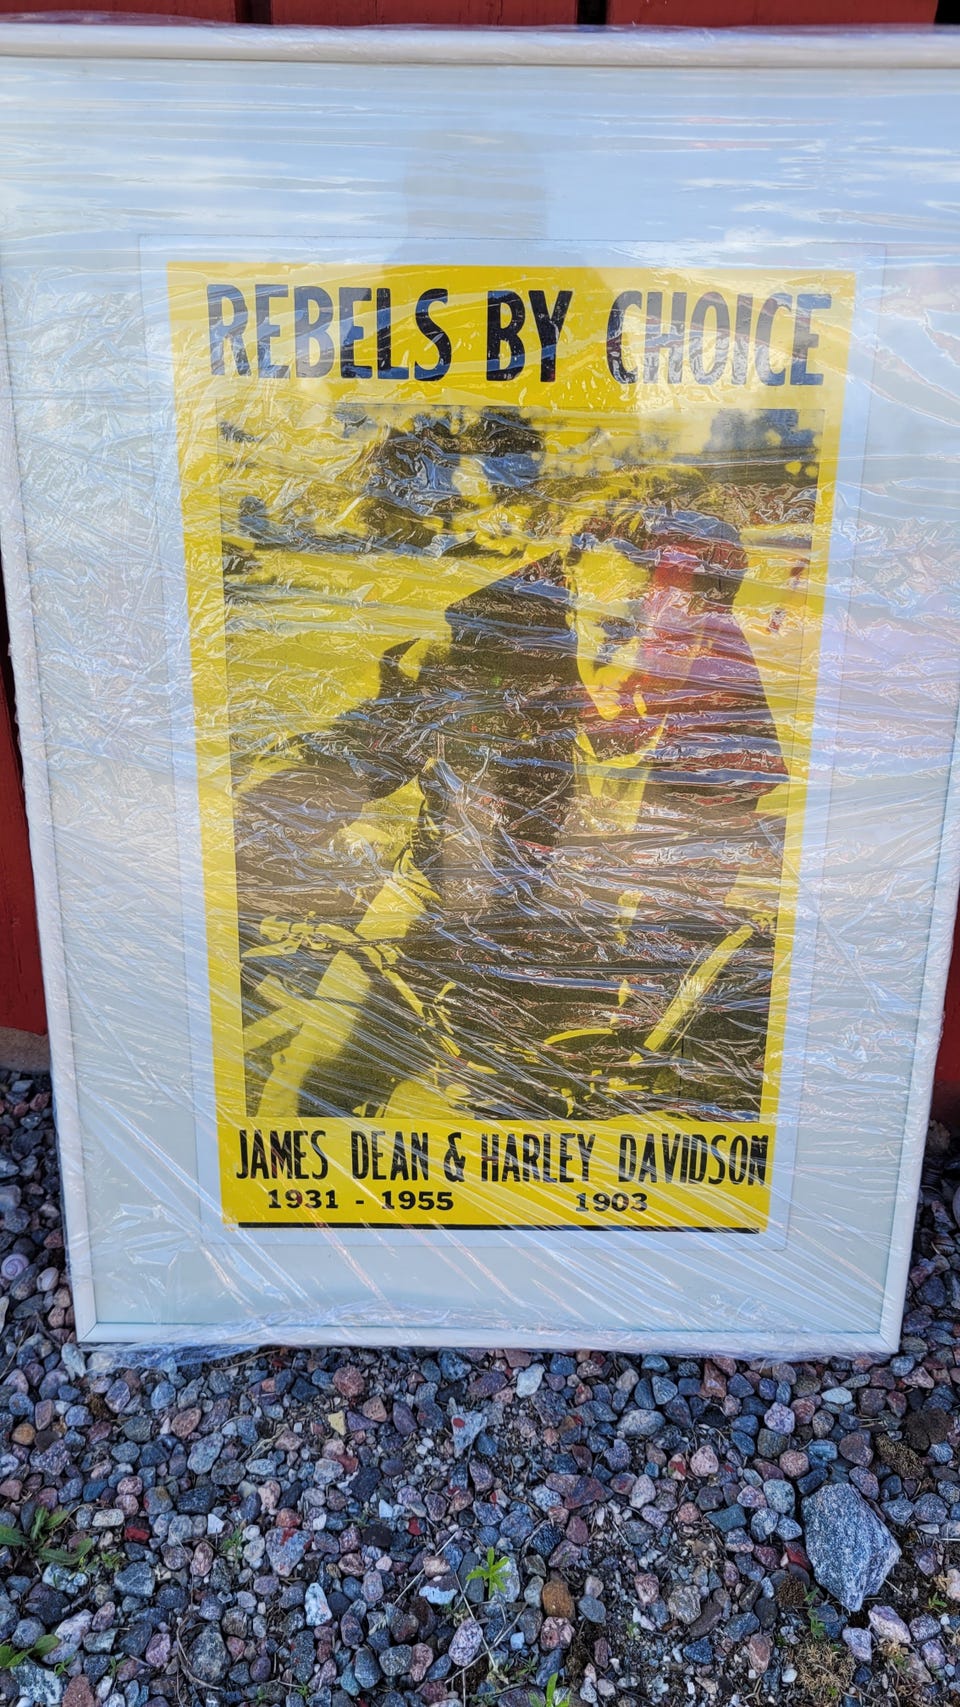 REBELS BY CHOICE
JAMES DEAN & HARLEY DAVIDSON
1931 - 1955 1903